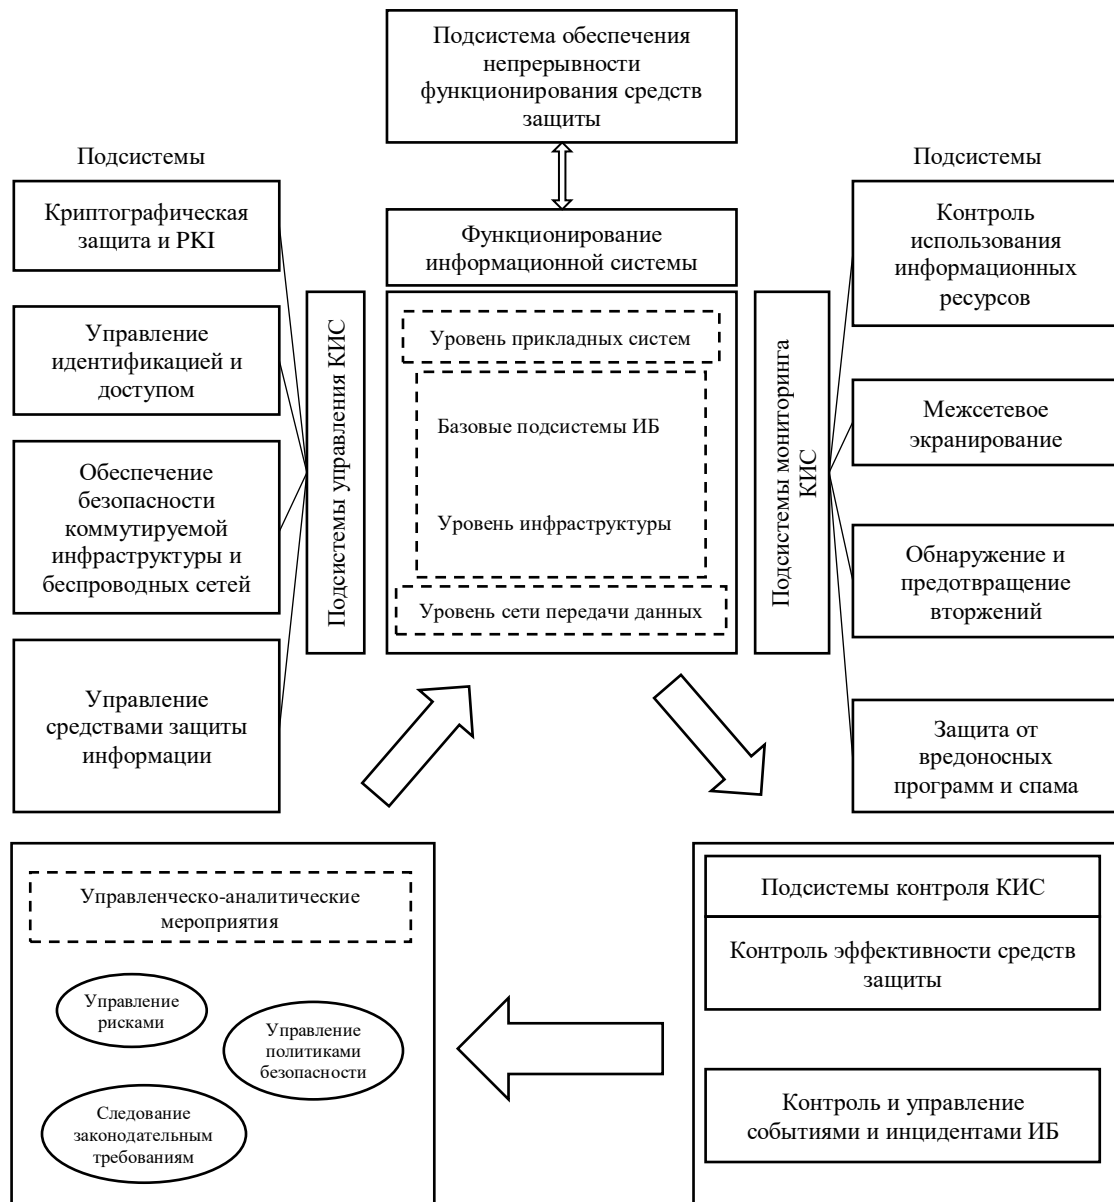 Подсистема обеспечения
непрерывности
функционирования средств
защиты
Подсистемы
Подсистемы
Криптографическая
защита и PKI
Управление
идентификацией и
доступом
Обеспечение
безопасности
коммутируемой
инфраструктуры и
беспроводных сетей
Управление
средствами защиты
информации
Подсистемы управления КИС
Функционирование
информационной системы
Уровень прикладных систем
Базовые подсистемы ИБ
Уровень инфраструктуры
Уровень сети передачи данных
Подсистемы мониторинга
КИС
Контроль
использования
информационных
ресурсов
Межсетевое
экранирование
Обнаружение и
предотвращение
вторжений
Защита от
вредоносных
программ и спама
Управленческо-аналитические
мероприятия
Управление
рисками
Управление
политиками
безопасности
Следование
законодательным
требованиям
Подсистемы контроля КИС
Контроль эффективности средств
защиты
Контроль и управление
событиями и инцидентами ИБ